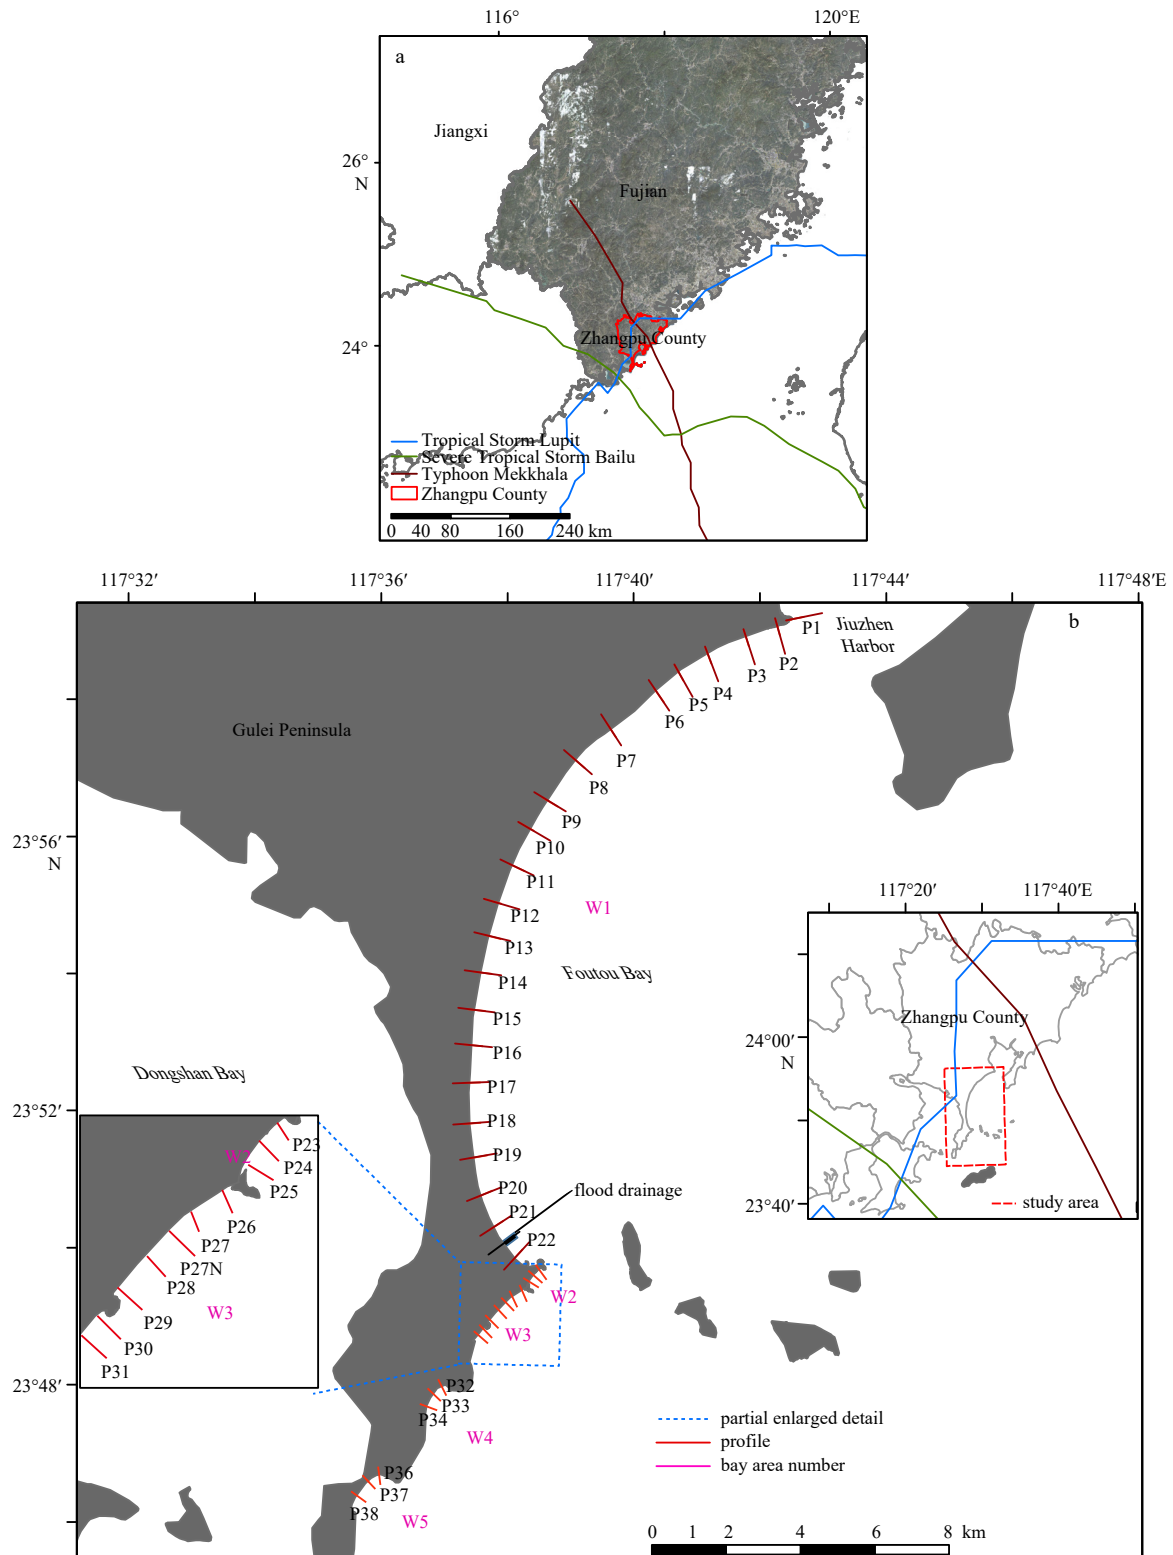 116°
120°E
a
Jiangxi
26°
N
Fujian
Zhangpu County
24°
Tropical Storm Lupit
Severe Tropical Storm Bailu
Typhoon Mekkhala
Zhangpu County
0 40 80 160 240 km
117°32′ 117°36′ 117°40′ 117°44′ 117°48′E
b
P1
Jiuzhen
Harbor
P2
P3
P4
P5
P6
Gulei Peninsula
P7
P8
P9
23°56′
N
P10
P11
P12
W1
P13
Foutou Bay
P14
P15
P16
Dongshan Bay
P17
23°52′
P18
P19
P20
flood drainage
P21
P22
W2
W3
23°48′
P32
P33
P34
W4
P36
P37
P38
W5
P23
W2
P24
P25
P26
P27
P27N
P28
W3
P29
P30
P31
117°20′ 117°40′E
Zhangpu County
24°00′
N
23°40′
study area
partial enlarged detail
profile
bay area number
0 1 2 4 6 8 km